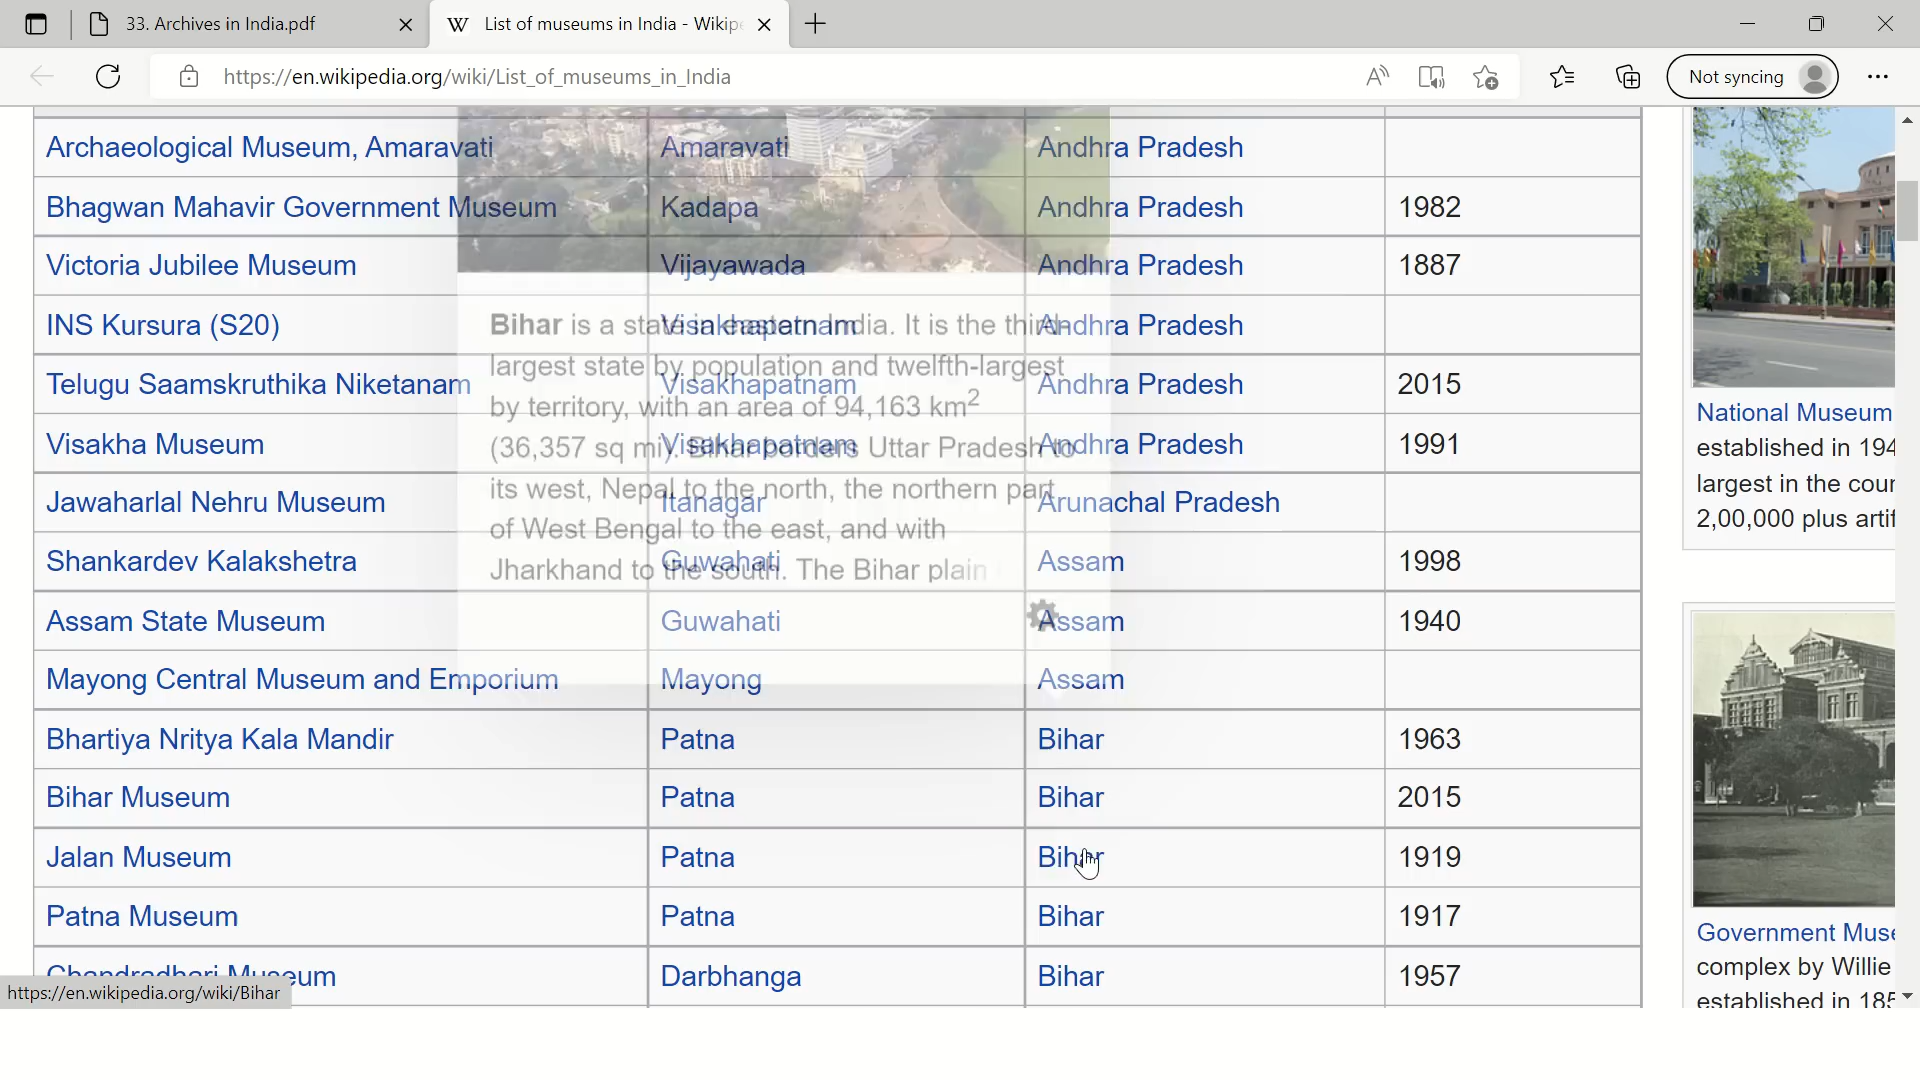 33. Archives in India.pdf
List of museums in India - Wikipe
https://en.wikipedia.org/wiki/List_of_museums_in_India
Not syncing
Archaeological Museum, Amaravati Amaravati Andhra Pradesh
Bhagwan Mahavir Government Museum Kadapa Andhra Pradesh 1982
Victoria Jubilee Museum Vijayawada Andhra Pradesh 1887
INS Kursura (S20) Visakhapatnam Andhra Pradesh
Telugu Saamskruthika Niketanam Visakhapatnam Andhra Pradesh 2015
Visakha Museum Visakhapatnam Andhra Pradesh 1991
Jawaharlal Nehru Museum Itanagar Arunachal Pradesh
Shankardev Kalakshetra Guwahati Assam 1998
Assam State Museum Guwahati Assam 1940
Mayong Central Museum and Emporium Mayong Assam
Bhartiya Nritya Kala Mandir Patna Bihar 1963
Bihar Museum Patna Bihar 2015
Jalan Museum Patna Bihar 1919
Patna Museum Patna Bihar 1917
Chandradhari Museum Darbhanga Bihar 1957
Bihar is a state in eastern India. It is the third-
largest state by population and twelfth-largest
by territory, with an area of 94,163 km2
(36,357 sq mi). Bihar borders Uttar Pradesh to
its west, Nepal to the north, the northern part
of West Bengal to the east, and with
Jharkhand to the south. The Bihar plain
National Museum
established in 194
largest in the cour
2,00,000 plus artif
Government Muse
complex by Willie
established in 185
https://en.wikipedia.org/wiki/Bihar